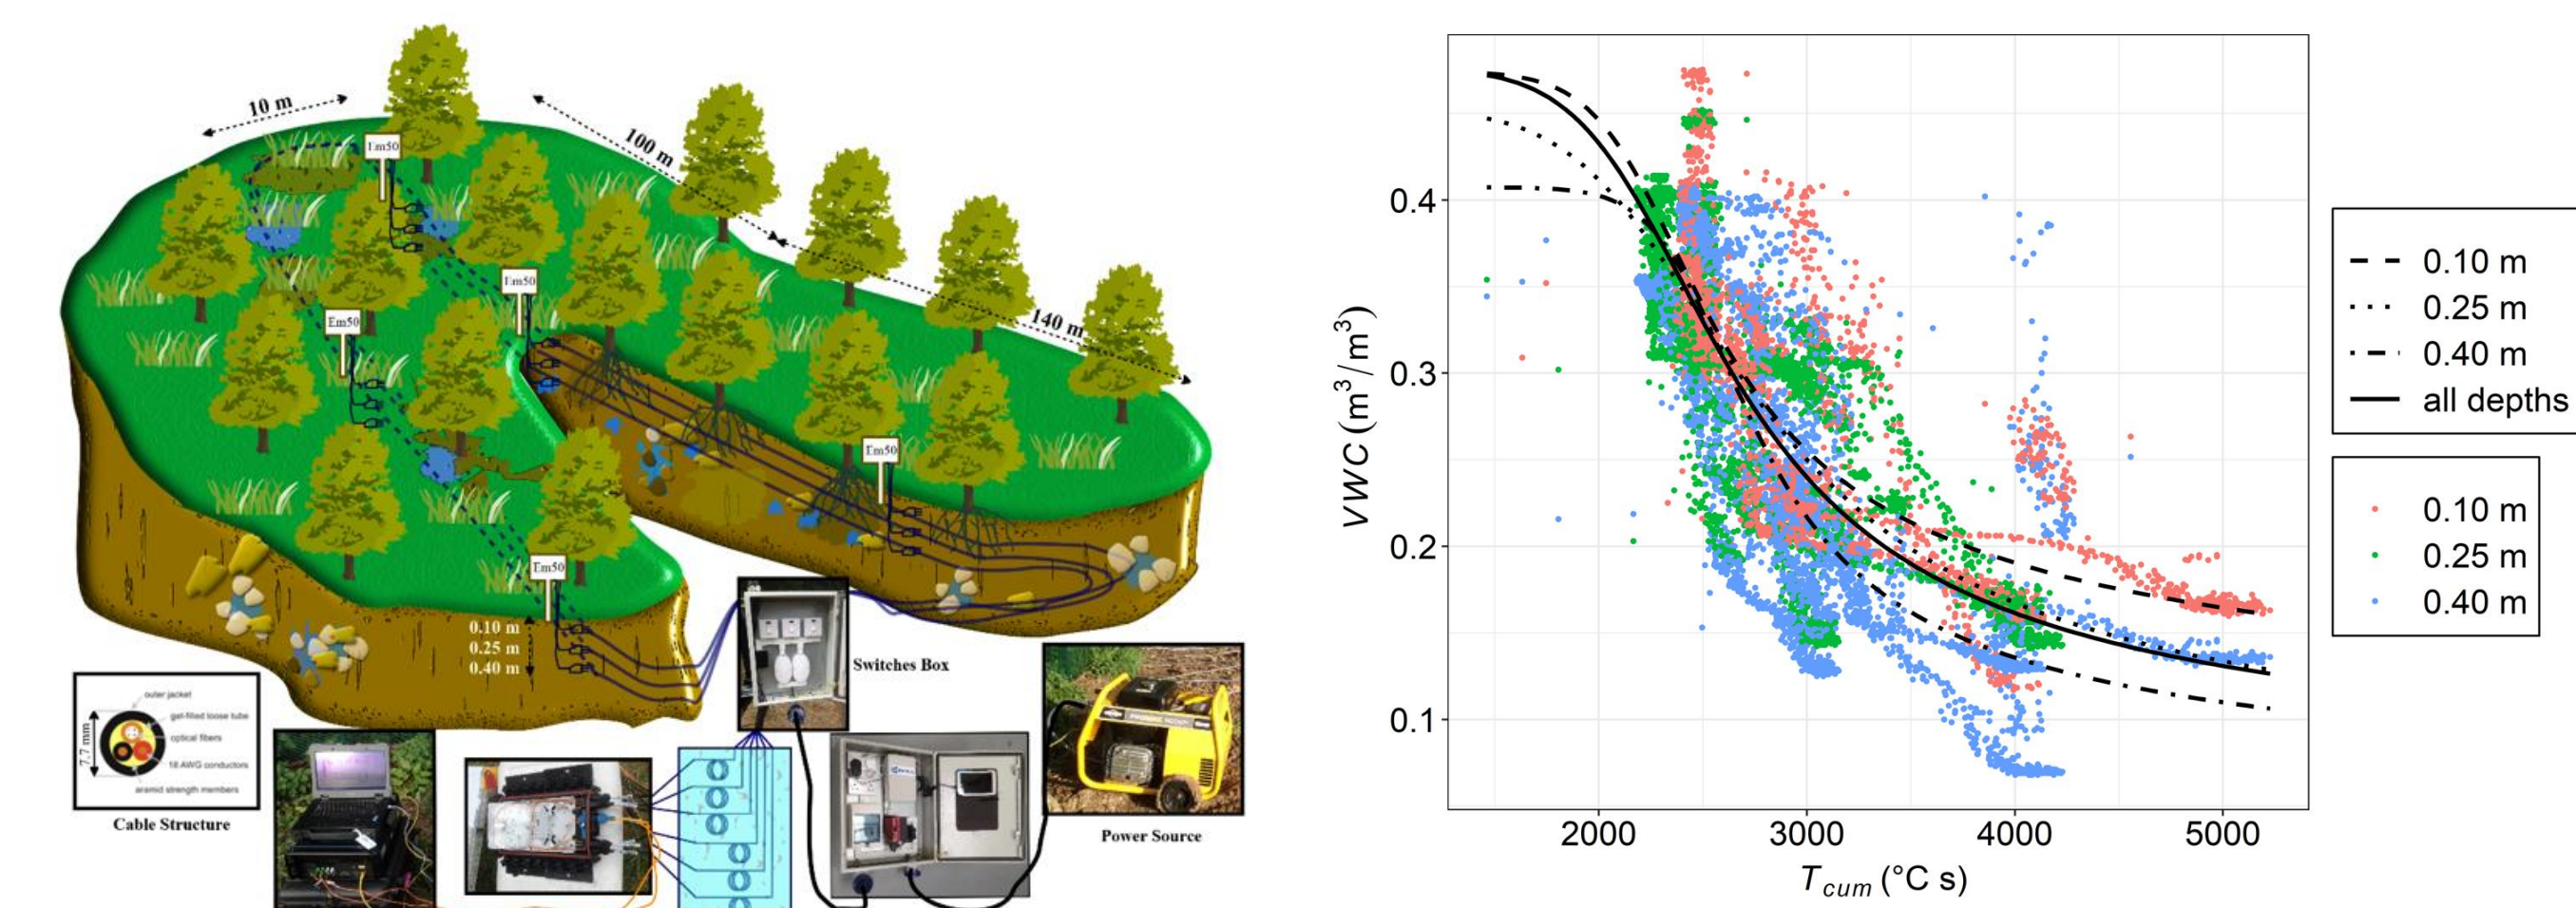 10 m
100 m
140 m
Em50
Em50
Em50
Em50
Em50
0.10 m
0.25 m
0.40 m
outer jacket
gel-filled loose tube
optical fibers
18 AWG conductors
aramid strength members
7.7 mm
Cable Structure
Switches Box
Power Source
VWC (m³/m³)
0.4
0.3
0.2
0.1
2000
3000
4000
5000
Tcum (°C s)
0.10 m
0.25 m
0.40 m
all depths
0.10 m
0.25 m
0.40 m